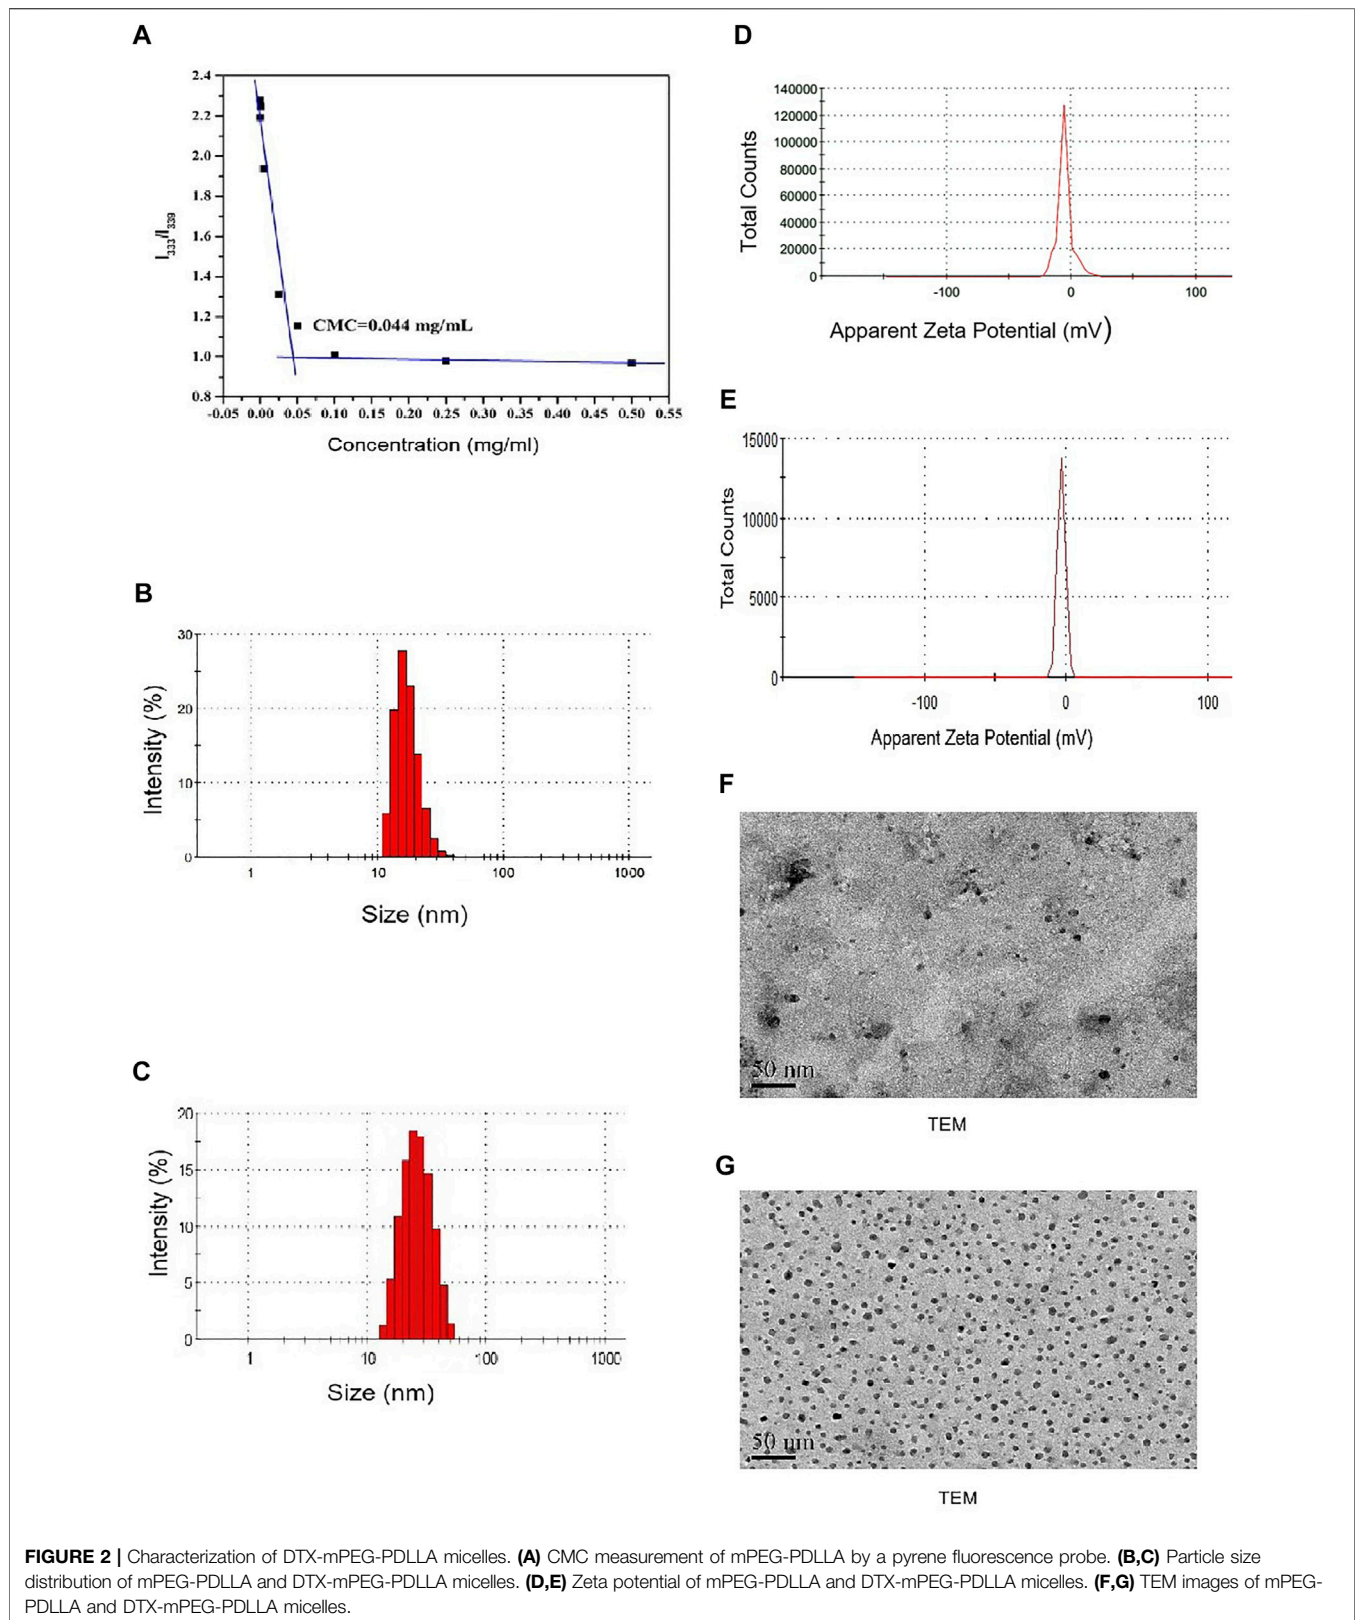 A
2.4
2.2
2.0
1.8
1.6
1.4
1.2
1.0
0.8
I333/I339
CMC=0.044 mg/mL
-0.05 0.00 0.05 0.10 0.15 0.20 0.25 0.30 0.35 0.40 0.45 0.50 0.55
Concentration (mg/ml)
B
30
20
10
0
Intensity (%)
1 10 100 1000
Size (nm)
C
20
15
10
5
0
Intensity (%)
1 10 100 1000
Size (nm)
D
140000
120000
100000
80000
60000
40000
20000
0
Total Counts
-100 0 100
Apparent Zeta Potential (mV)
E
15000
10000
5000
0
Total Counts
-100 0 100
Apparent Zeta Potential (mV)
F
50 nm
TEM
G
50 nm
TEM
FIGURE 2 | Characterization of DTX-mPEG-PDLLA micelles. (A) CMC measurement of mPEG-PDLLA by a pyrene fluorescence probe. (B,C) Particle size
distribution of mPEG-PDLLA and DTX-mPEG-PDLLA micelles. (D,E) Zeta potential of mPEG-PDLLA and DTX-mPEG-PDLLA micelles. (F,G) TEM images of mPEG-
PDLLA and DTX-mPEG-PDLLA micelles.